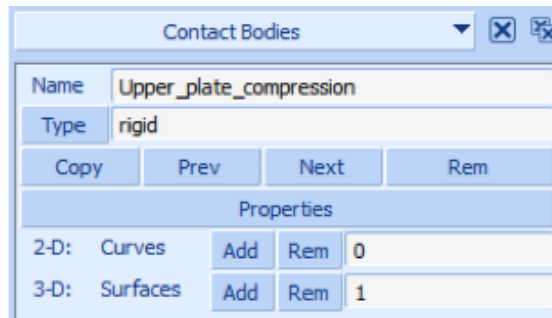 Contact Bodies
Name Upper_plate_compression
Type rigid
Copy Prev Next Rem
Properties
2-D: Curves Add Rem 0
3-D: Surfaces Add Rem 1